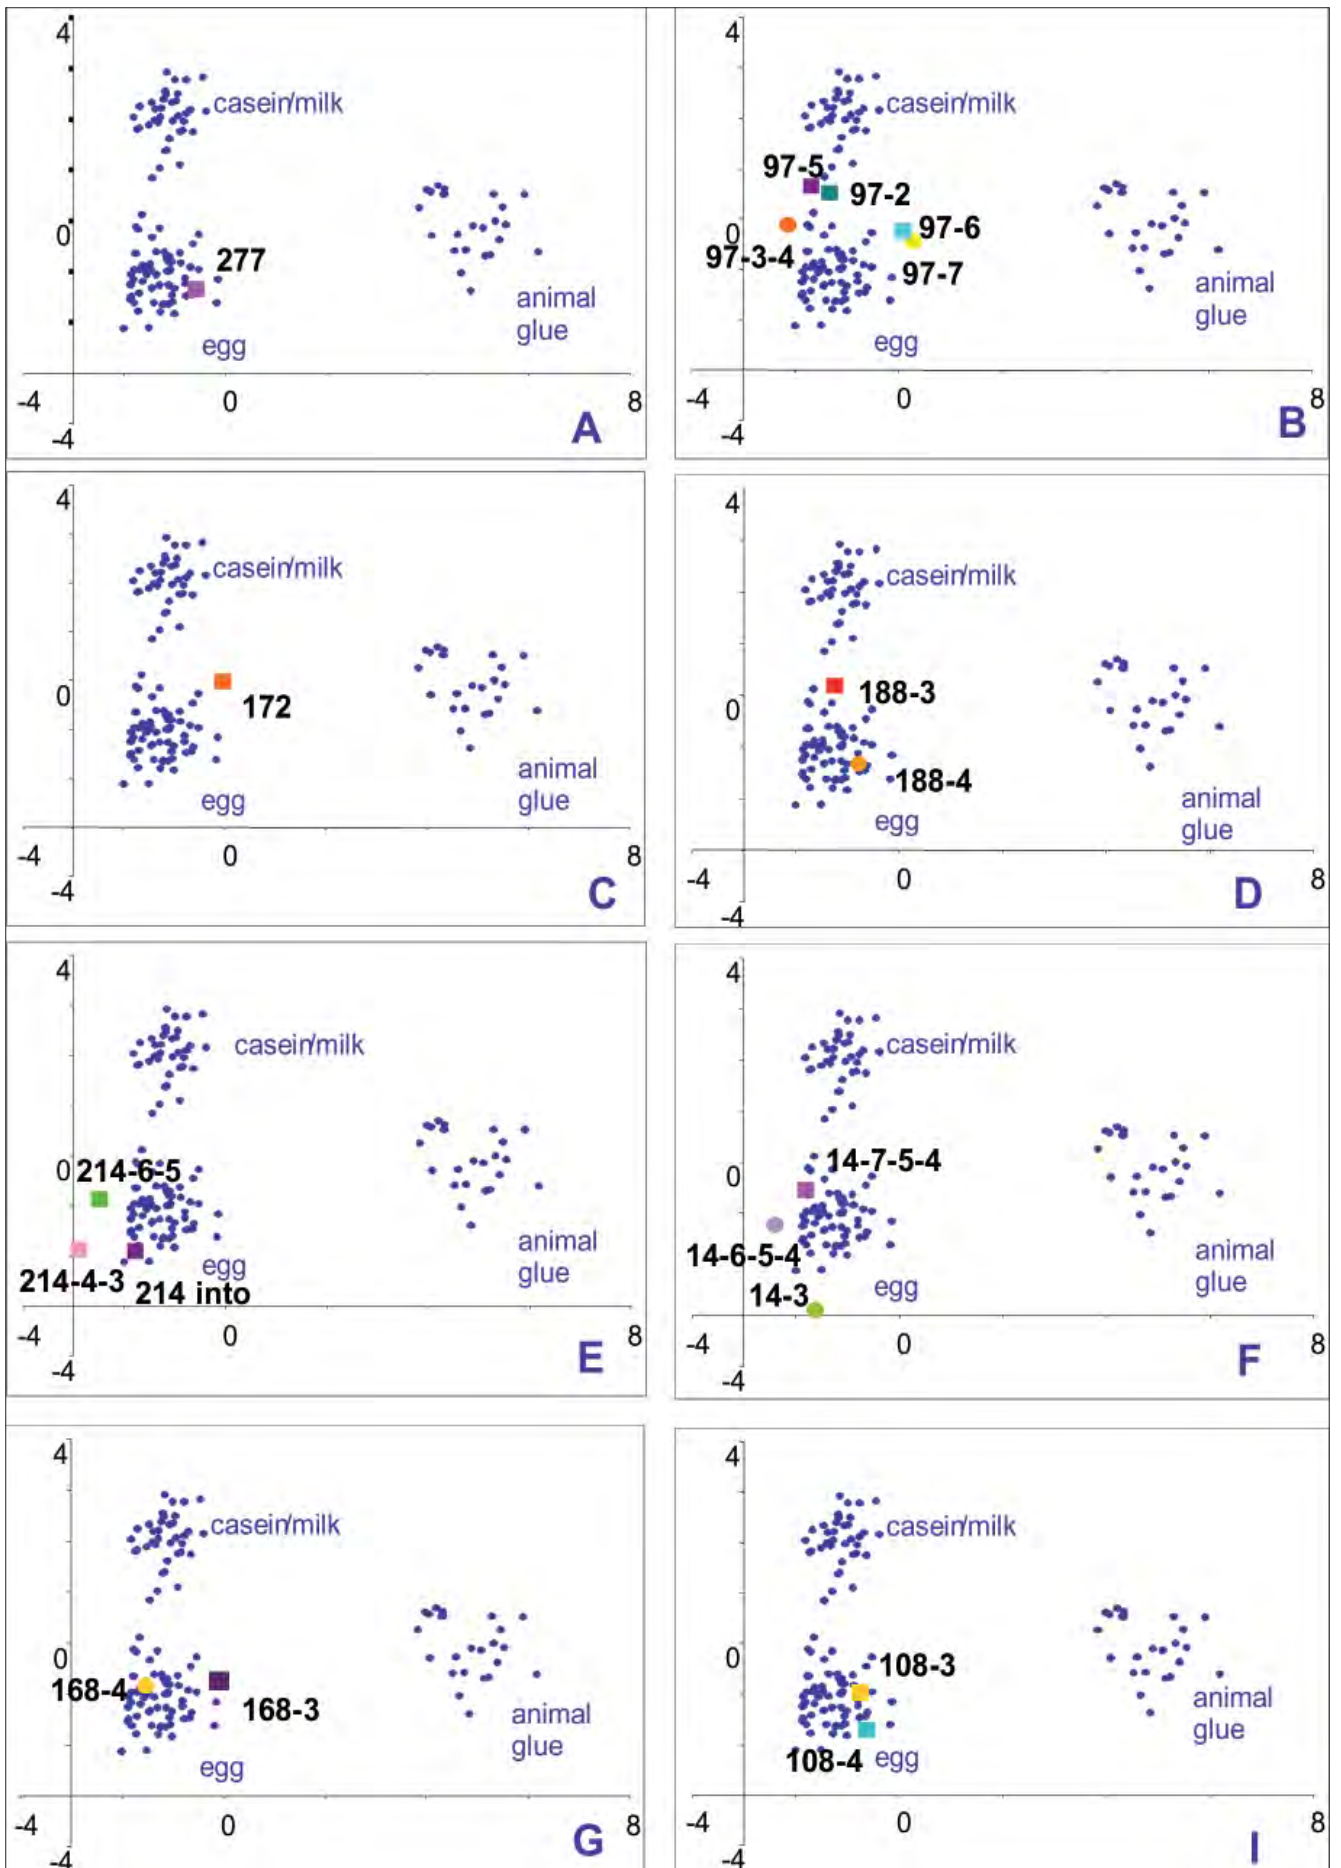 4
casein/milk
0
277
animal
glue
egg
-4
0
8
-4
A
4
casein/milk
97-5
97-2
0
97-6
97-3-4
97-7
animal
glue
egg
-4
0
8
-4
B
4
casein/milk
0
172
animal
glue
egg
-4
0
8
-4
C
4
casein/milk
188-3
0
188-4
animal
glue
egg
-4
0
8
-4
D
4
casein/milk
0
214-6-5
animal
glue
egg
214-4-3
214 into
-4
0
8
-4
E
4
casein/milk
14-7-5-4
0
14-6-5-4
animal
glue
14-3
egg
-4
0
8
-4
F
4
casein/milk
0
168-4
168-3
animal
glue
egg
-4
0
8
-4
G
4
casein/milk
0
108-3
animal
glue
108-4
egg
-4
0
8
-4
I